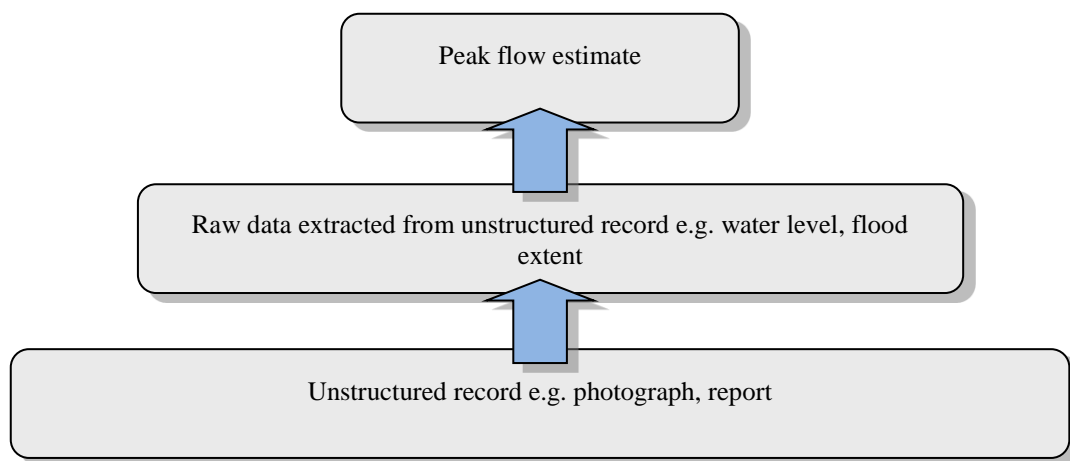 Peak flow estimate
Raw data extracted from unstructured record e.g. water level, flood
extent
Unstructured record e.g. photograph, report